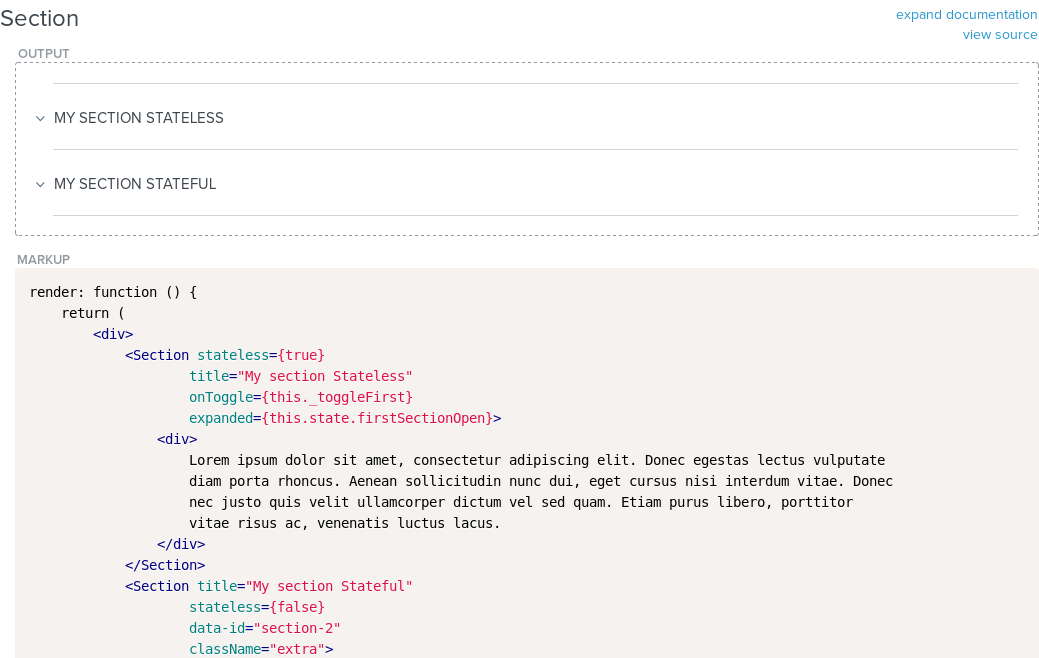 Section
expand documentation
view source
OUTPUT
MY SECTION STATELESS
MY SECTION STATEFUL
MARKUP
render: function () {
    return (
        <div>
            <Section stateless={true}
                    title="My section Stateless"
                    onToggle={this._toggleFirst}
                    expanded={this.state.firstSectionOpen}>
                <div>
                    Lorem ipsum dolor sit amet, consectetur adipiscing elit. Donec egestas lectus vulputate
                    diam porta rhoncus. Aenean sollicitudin nunc dui, eget cursus nisi interdum vitae. Donec
                    nec justo quis velit ullamcorper dictum vel sed quam. Etiam purus libero, porttitor
                    vitae risus ac, venenatis luctus lacus.
                </div>
            </Section>
            <Section title="My section Stateful"
                    stateless={false}
                    data-id="section-2"
                    className="extra">